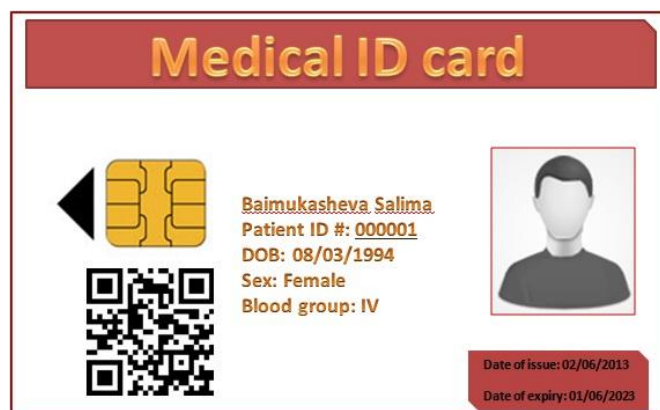 Medical ID card
Baimukasheva Salima
Patient ID #: 000001
DOB: 08/03/1994
Sex: Female
Blood group: IV
Date of issue: 02/06/2013
Date of expiry: 01/06/2023